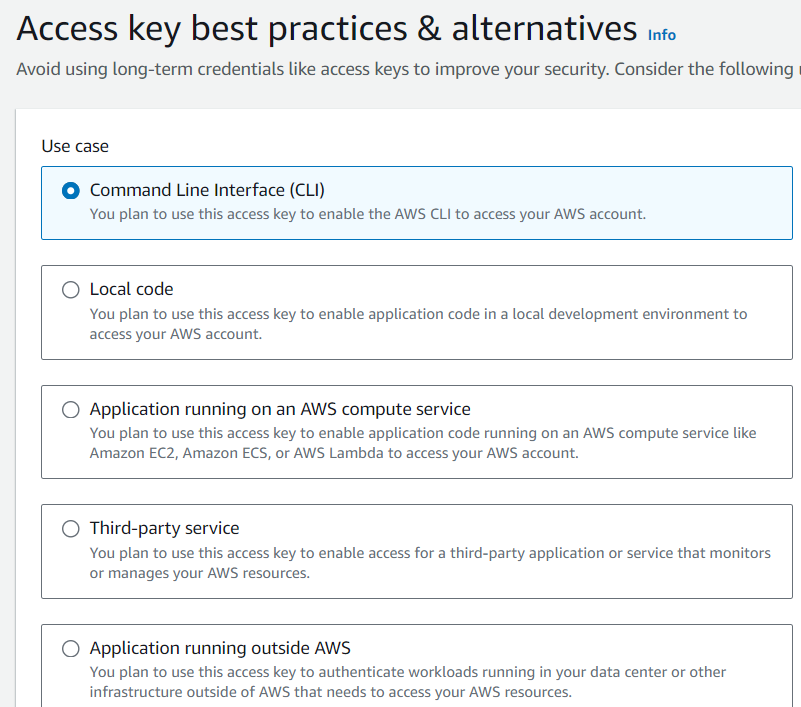 Access key best practices & alternatives Info
Avoid using long-term credentials like access keys to improve your security. Consider the following
Use case
Command Line Interface (CLI)
You plan to use this access key to enable the AWS CLI to access your AWS account.
Local code
You plan to use this access key to enable application code in a local development environment to
access your AWS account.
Application running on an AWS compute service
You plan to use this access key to enable application code running on an AWS compute service like
Amazon EC2, Amazon ECS, or AWS Lambda to access your AWS account.
Third-party service
You plan to use this access key to enable access for a third-party application or service that monitors
or manages your AWS resources.
Application running outside AWS
You plan to use this access key to authenticate workloads running in your data center or other
infrastructure outside of AWS that needs to access your AWS resources.